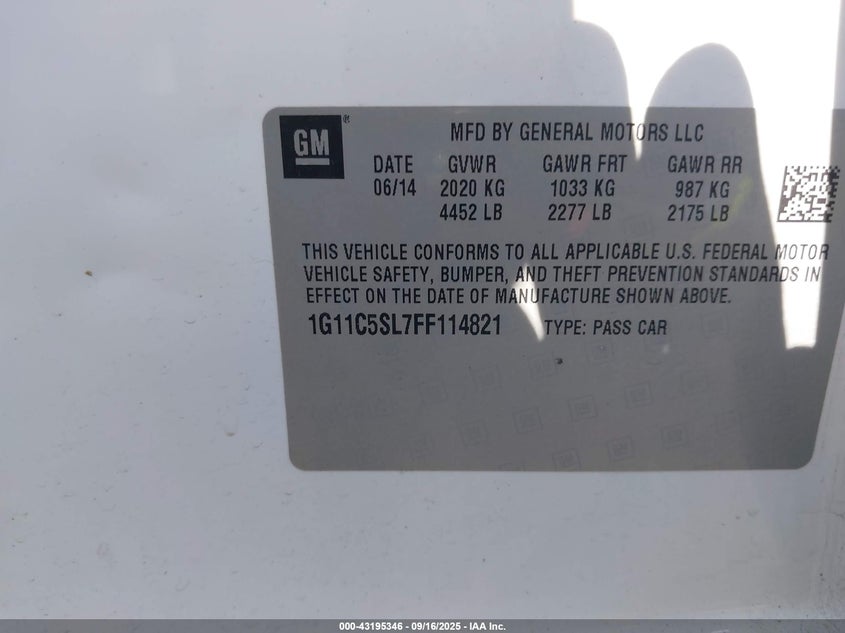 GM ® MFD BY GENERAL MOTORS LLC
DATE GVWR GAWR FRT GAWR RR
06/14 2020 KG 1033 KG 987 KG
4452 LB 2277 LB 2175 LB
THIS VEHICLE CONFORMS TO ALL APPLICABLE U.S. FEDERAL MOTOR
VEHICLE SAFETY, BUMPER, AND THEFT PREVENTION STANDARDS IN
EFFECT ON THE DATE OF MANUFACTURE SHOWN ABOVE.
1G11C5SL7FF114821 TYPE: PASS CAR
000-43195346 - 09/16/2025 - IAA Inc.